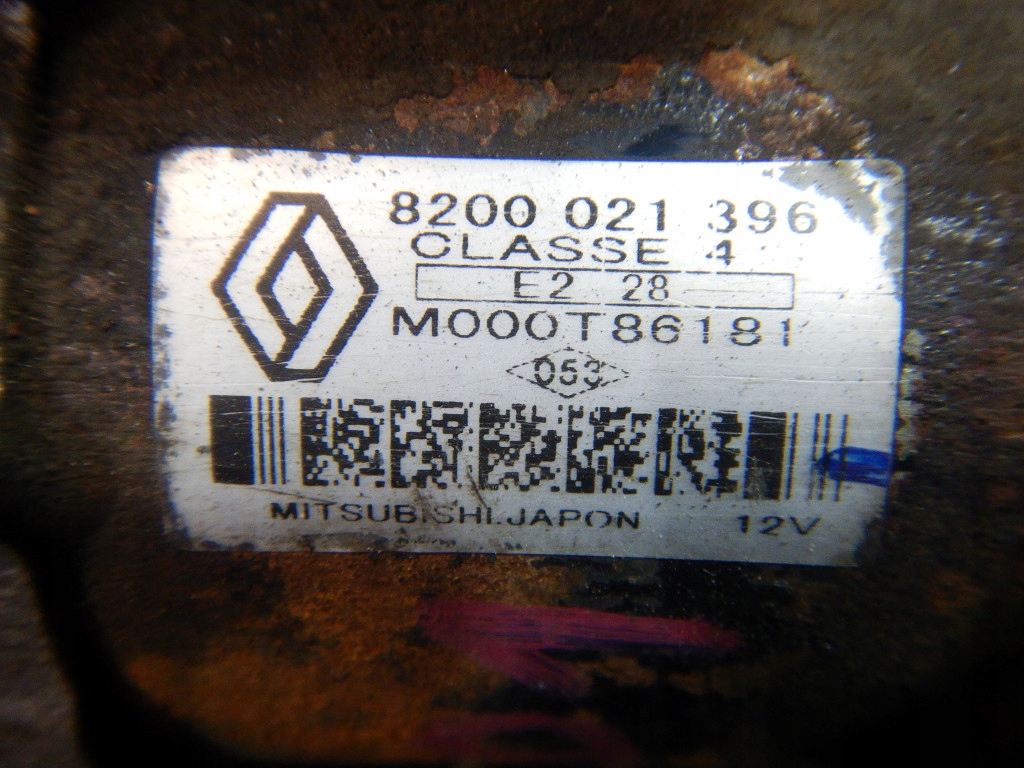 8200 021 396
CLASSE 4
E2 28
M000T86181
053
MITSUBISHI.JAPON 12V